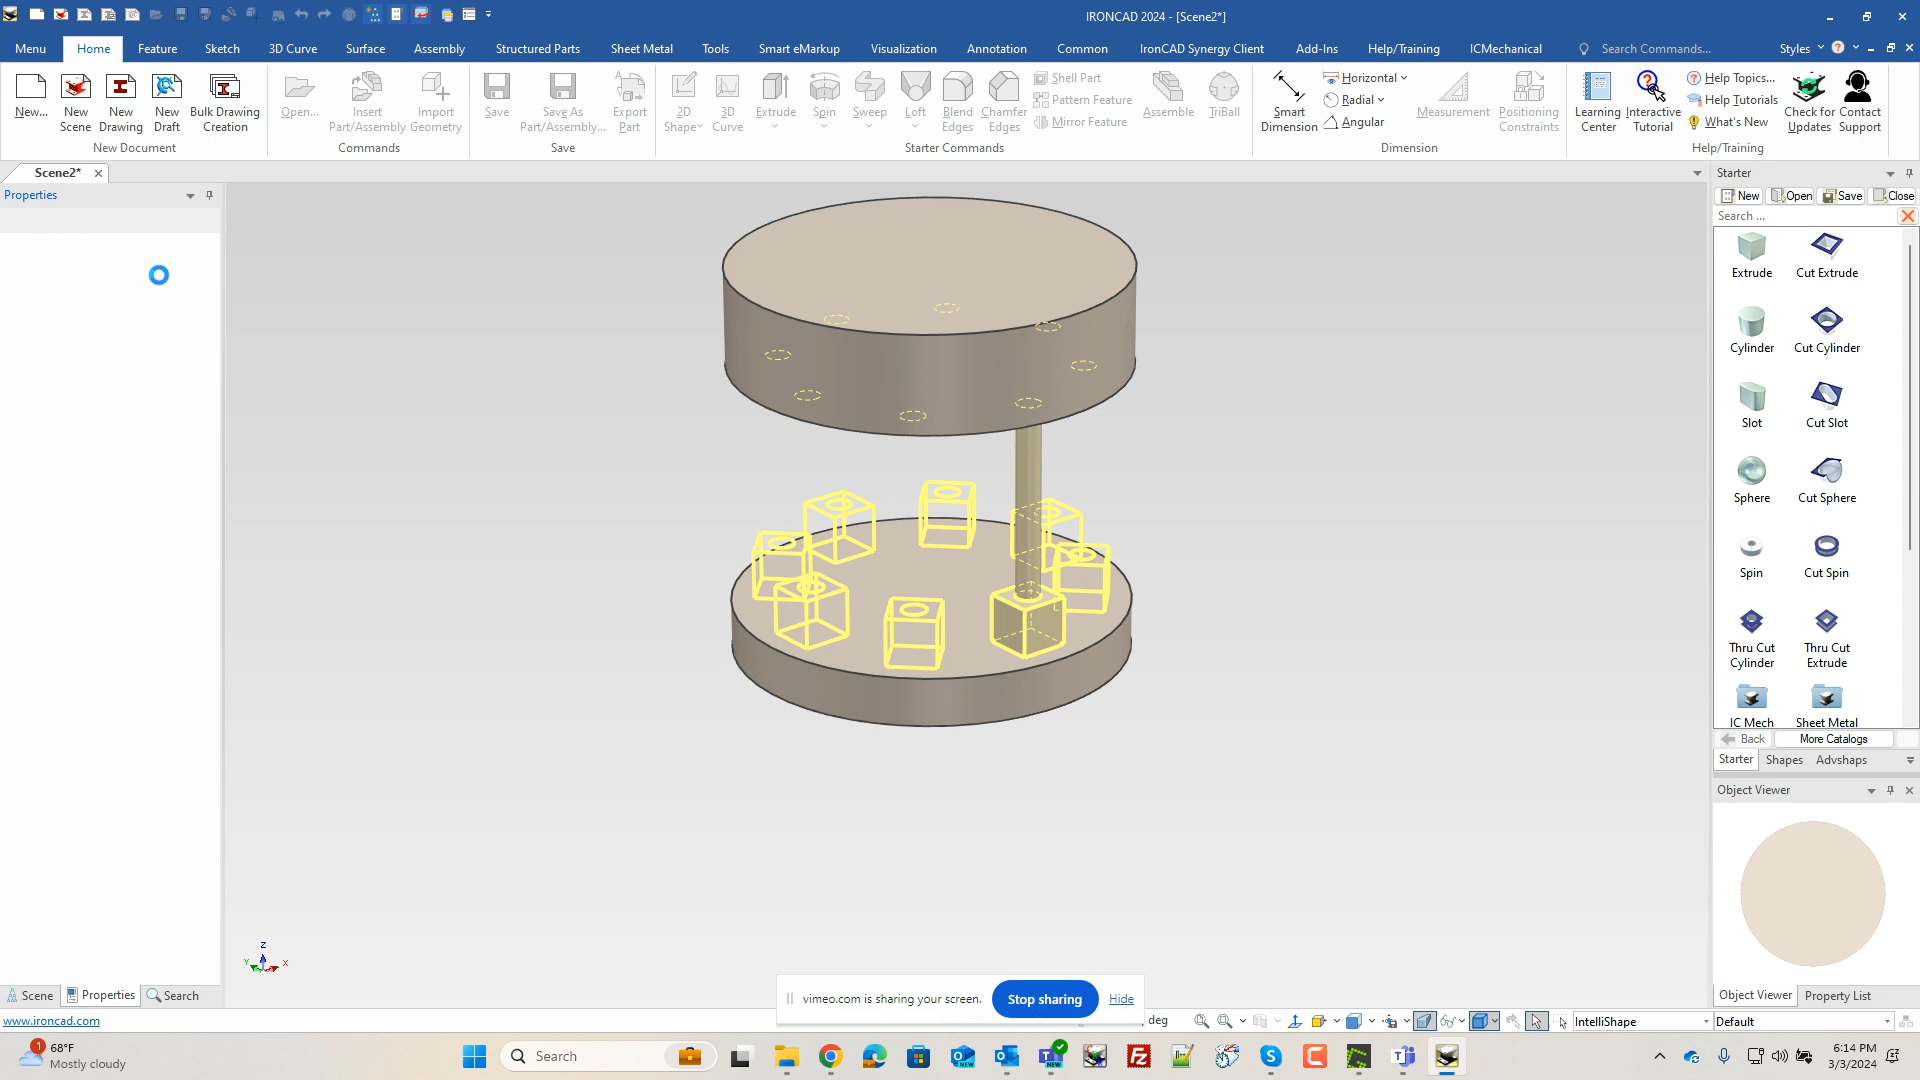 IRONCAD 2024 - [Scene2*]
Menu Home Feature Sketch 3D Curve Surface Assembly Structured Parts Sheet Metal Tools Smart eMarkup Visualization Annotation Common IronCAD Synergy Client Add-Ins Help/Training ICMechanical Search Commands... Styles
New... New Scene New Drawing New Draft Bulk Drawing Creation
New Document
Open... Insert Part/Assembly Import Geometry
Commands
Save Save As Part/Assembly... Export Part
Save
2D Shape 3D Curve Extrude Spin Sweep Loft Blend Edges Chamfer Edges Shell Part Pattern Feature Mirror Feature Assemble TriBall
Starter Commands
Smart Dimension Horizontal Radial Angular Measurement Positioning Constraints
Dimension
Learning Center Interactive Tutorial Help Topics... Help Tutorials What's New Check for Updates Contact Support
Help/Training
Scene2*
Properties
Starter
New Open Save Close
Search ...
Extrude Cut Extrude
Cylinder Cut Cylinder
Slot Cut Slot
Sphere Cut Sphere
Spin Cut Spin
Thru Cut Cylinder Thru Cut Extrude
IC Mech Sheet Metal
Back More Catalogs
Starter Shapes Advshaps
Object Viewer
Z
Y X
Scene Properties Search
vimeo.com is sharing your screen. Stop sharing Hide
Object Viewer Property List
www.ironcad.com
deg
IntelliShape Default
1
68°F
Mostly cloudy
Search
NEW
NEW
6:14 PM
3/3/2024